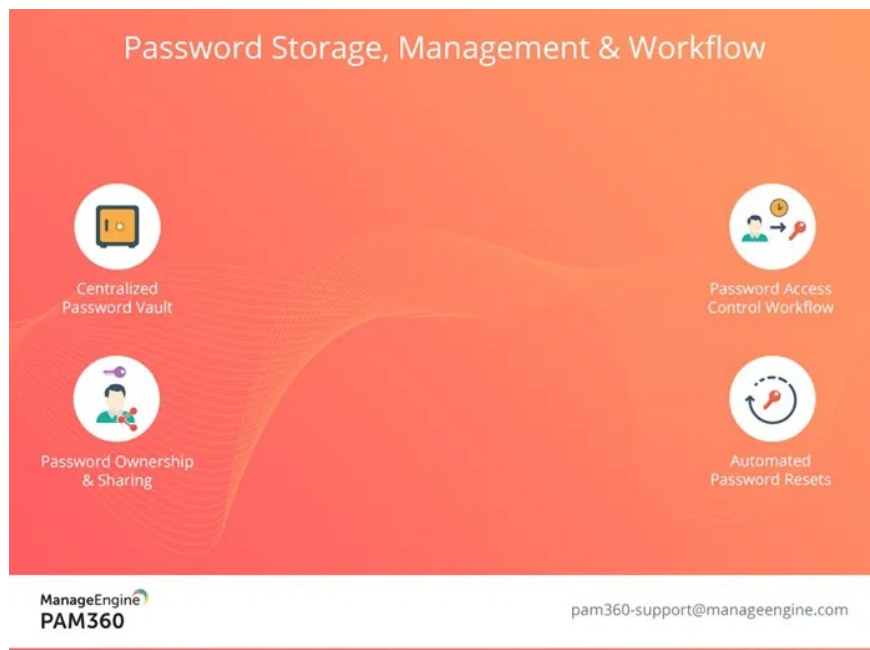 Password Storage, Management & Workflow
Centralized
Password Vault
Password Access
Control Workflow
Password Ownership
& Sharing
Automated
Password Resets
ManageEngine
PAM360
pam360-support@manageengine.com